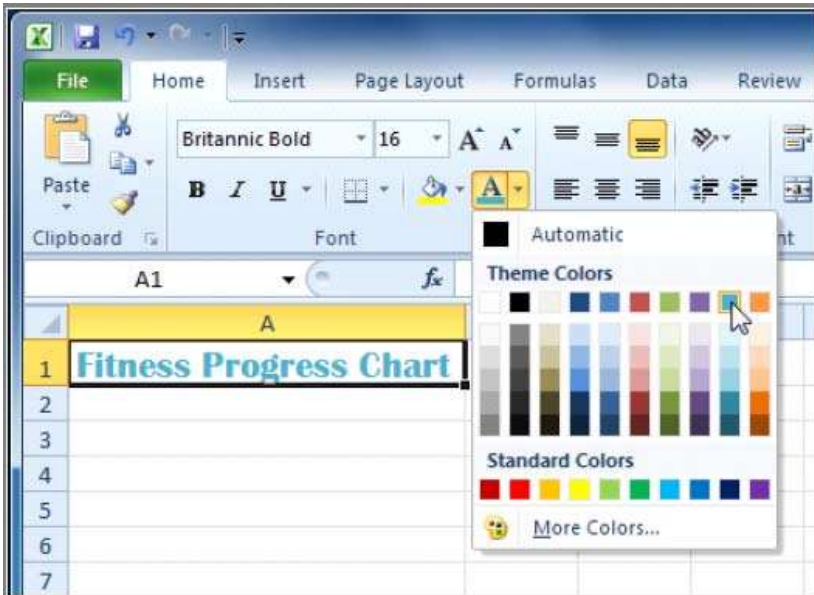 File Home Insert Page Layout Formulas Data Review
Britannic Bold 16 A A
Paste B I U A
Clipboard Font nt
Automatic
A1 fx
Theme Colors
A
1 Fitness Progress Chart
2
3
Standard Colors
4
5
More Colors...
6
7